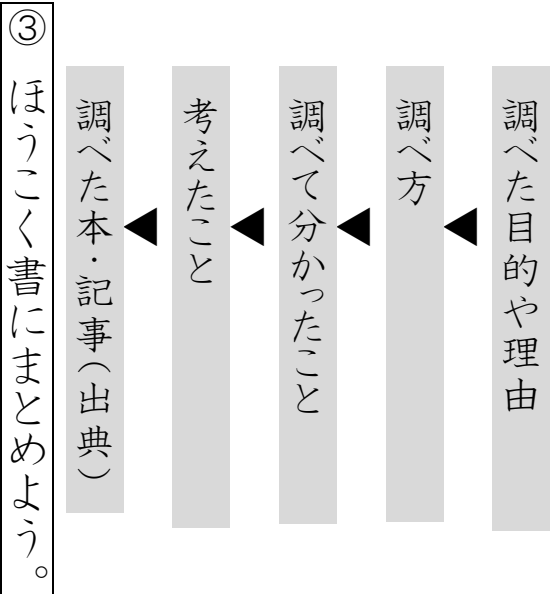 調べた目的や理由
調べ方
調べて分かったこと
考えたこと
調べた本・記事(出典)
③ ほうこく書にまとめよう。